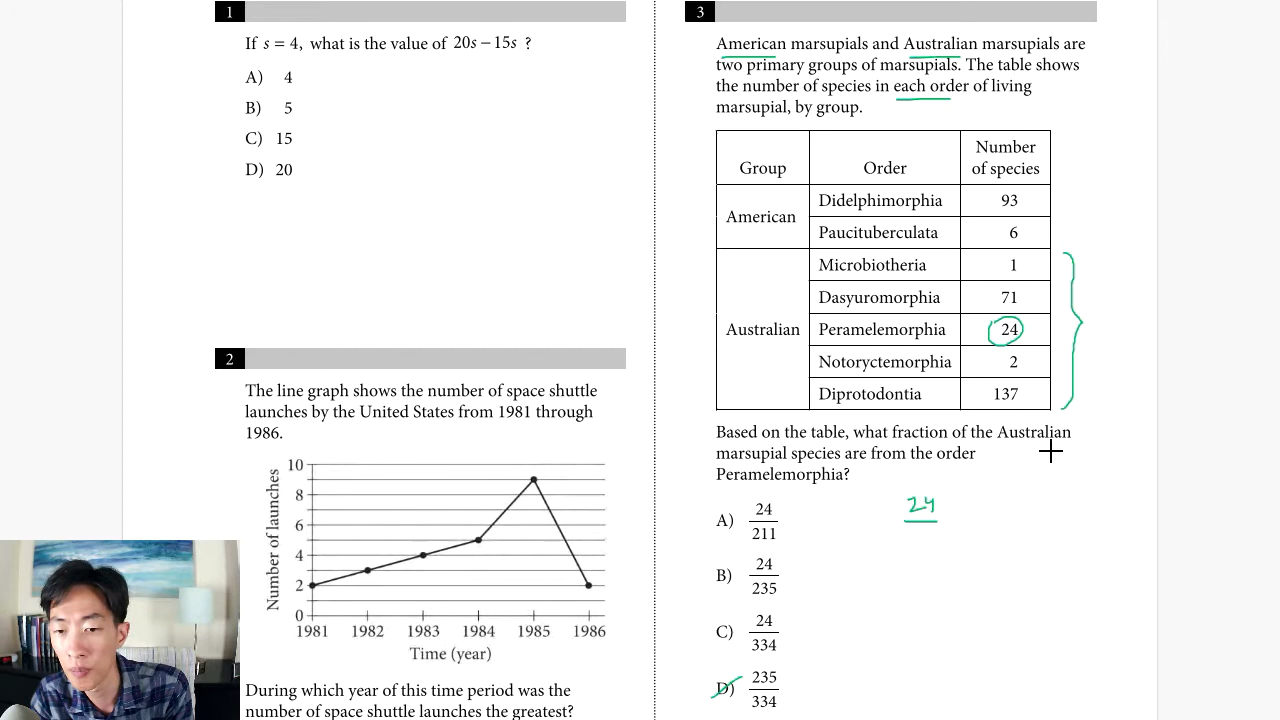 1
If s = 4, what is the value of 20s − 15s ?
A) 4
B) 5
C) 15
D) 20
2
The line graph shows the number of space shuttle
launches by the United States from 1981 through
1986.
Number of launches
10
8
6
4
2
0
1981 1982 1983 1984 1985 1986
Time (year)
During which year of this time period was the
number of space shuttle launches the greatest?
3
American marsupials and Australian marsupials are
two primary groups of marsupials. The table shows
the number of species in each order of living
marsupial, by group.
Group Order Number
of species
American Didelphimorphia 93
Paucituberculata 6
Australian Microbiotheria 1
Dasyuromorphia 71
Peramelemorphia 24
Notoryctemorphia 2
Diprotodontia 137
Based on the table, what fraction of the Australian
marsupial species are from the order
Peramelemorphia?
24
A) 24/211
B) 24/235
C) 24/334
D) 235/334